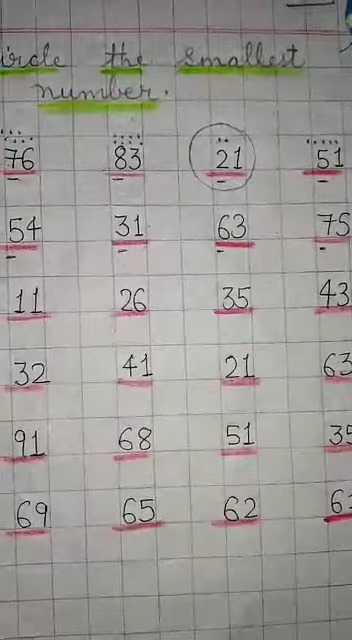 ircle the smallest
number.
76 83 21 51
54 31 63 75
11 26 35 43
32 41 21 63
91 68 51 35
69 65 62